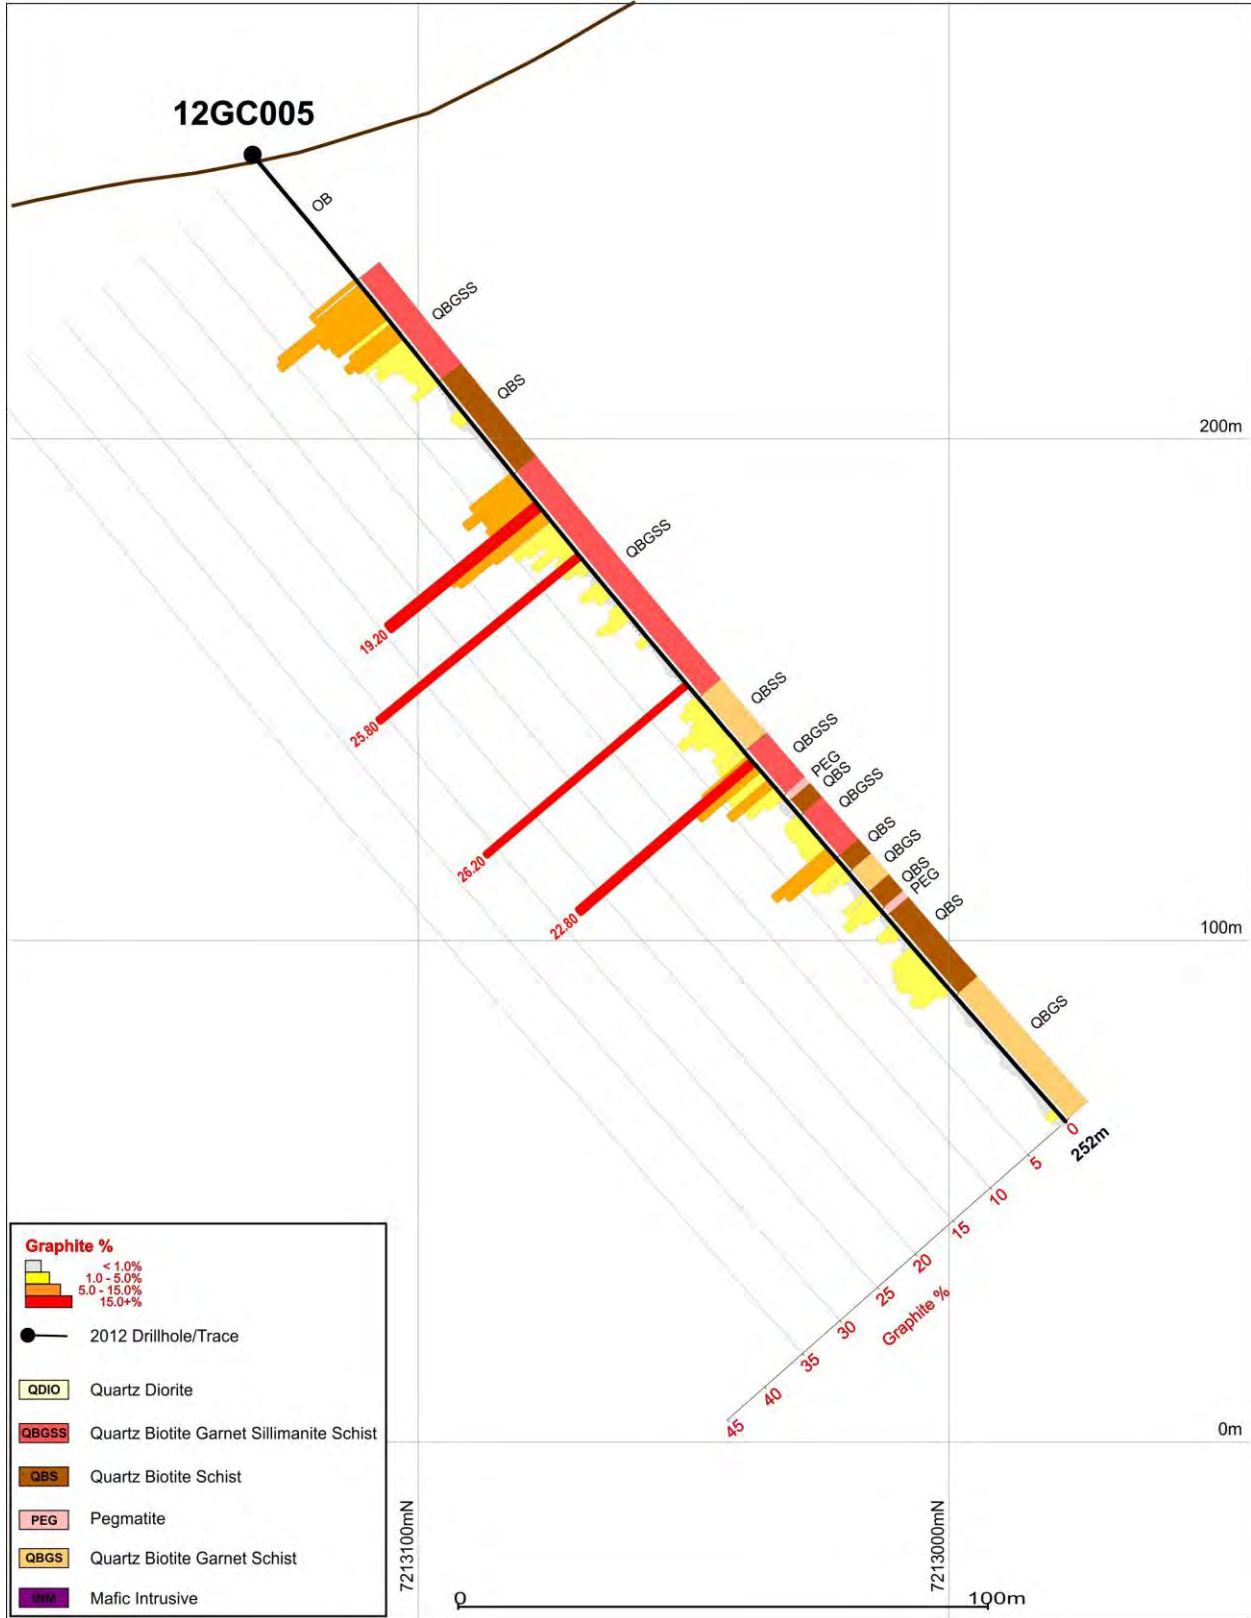 12GC005
OB
QBGSS
QBS
200m
QBGSS
19.20
25.80
QBSS
QBGSS
PEG
QBS
QBGSS
26.20
QBS
QBGS
QBS
PEG
QBS
22.80
100m
QBGS
0
252m
5
10
15
20
25
30
35
40
45
Graphite %
0m
Graphite %
< 1.0%
1.0 - 5.0%
5.0 - 15.0%
15.0+%
2012 Drillhole/Trace
QDIO Quartz Diorite
QBGSS Quartz Biotite Garnet Sillimanite Schist
QBS Quartz Biotite Schist
PEG Pegmatite
QBGS Quartz Biotite Garnet Schist
INM Mafic Intrusive
7213100mN
7213000mN
0
100m